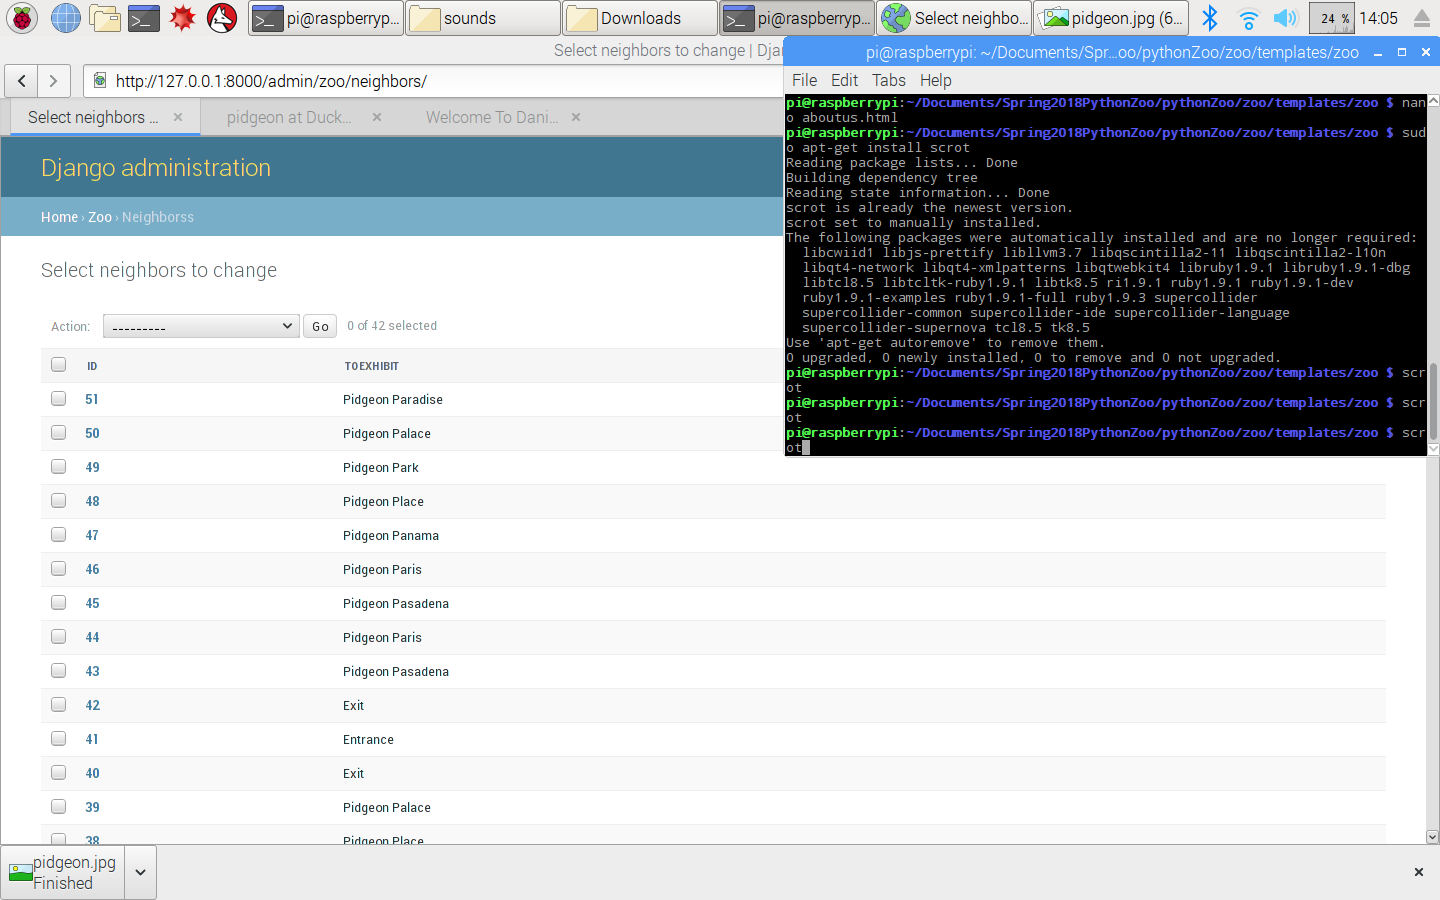 pi@raspberryp...
sounds
Downloads
pi@raspberryp...
Select neighbo...
pidgeon.jpg (6...
24 %
14:05
Select neighbors to change | Djan
http://127.0.0.1:8000/admin/zoo/neighbors/
Select neighbors ...
pidgeon at Duck...
Welcome To Dani...
Django administration
Home › Zoo › Neighborss
Select neighbors to change
Action:
---------
Go
0 of 42 selected
ID TOEXHIBIT
51 Pidgeon Paradise
50 Pidgeon Palace
49 Pidgeon Park
48 Pidgeon Place
47 Pidgeon Panama
46 Pidgeon Paris
45 Pidgeon Pasadena
44 Pidgeon Paris
43 Pidgeon Pasadena
42 Exit
41 Entrance
40 Exit
39 Pidgeon Palace
38 Pidgeon Place
pi@raspberrypi: ~/Documents/Spr...oo/pythonZoo/zoo/templates/zoo
File Edit Tabs Help
pi@raspberrypi:~/Documents/Spring2018PythonZoo/pythonZoo/zoo/templates/zoo $ nan
o aboutus.html
pi@raspberrypi:~/Documents/Spring2018PythonZoo/pythonZoo/zoo/templates/zoo $ sud
o apt-get install scrot
Reading package lists... Done
Building dependency tree
Reading state information... Done
scrot is already the newest version.
scrot set to manually installed.
The following packages were automatically installed and are no longer required:
libcwiid1 libjs-prettify libllvm3.7 libqscintilla2-11 libqscintilla2-l10n
libqt4-network libqt4-xmlpatterns libqtwebkit4 libruby1.9.1 libruby1.9.1-dbg
libtcl8.5 libtcltk-ruby1.9.1 libtk8.5 ri1.9.1 ruby1.9.1 ruby1.9.1-dev
ruby1.9.1-examples ruby1.9.1-full ruby1.9.3 supercollider
supercollider-common supercollider-ide supercollider-language
supercollider-supernova tcl8.5 tk8.5
Use 'apt-get autoremove' to remove them.
0 upgraded, 0 newly installed, 0 to remove and 0 not upgraded.
pi@raspberrypi:~/Documents/Spring2018PythonZoo/pythonZoo/zoo/templates/zoo $ scr
ot
pi@raspberrypi:~/Documents/Spring2018PythonZoo/pythonZoo/zoo/templates/zoo $ scr
ot
pi@raspberrypi:~/Documents/Spring2018PythonZoo/pythonZoo/zoo/templates/zoo $ scr
ot
pidgeon.jpg
Finished